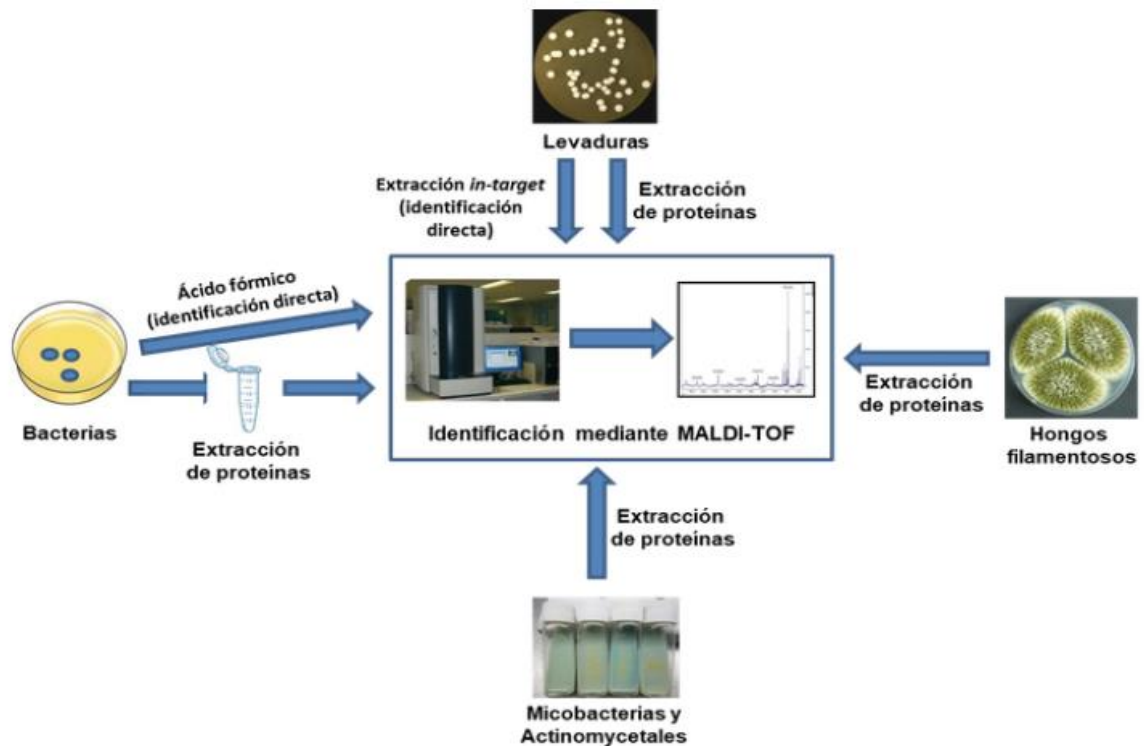 Levaduras
Extracción in-target
(identificación
directa)
Extracción
de proteínas
Ácido fórmico
(identificación directa)
Bacterias
Extracción
de proteínas
Identificación mediante MALDI-TOF
Extracción
de proteínas
Hongos
filamentosos
Extracción
de proteínas
Micobacterias y
Actinomycetales